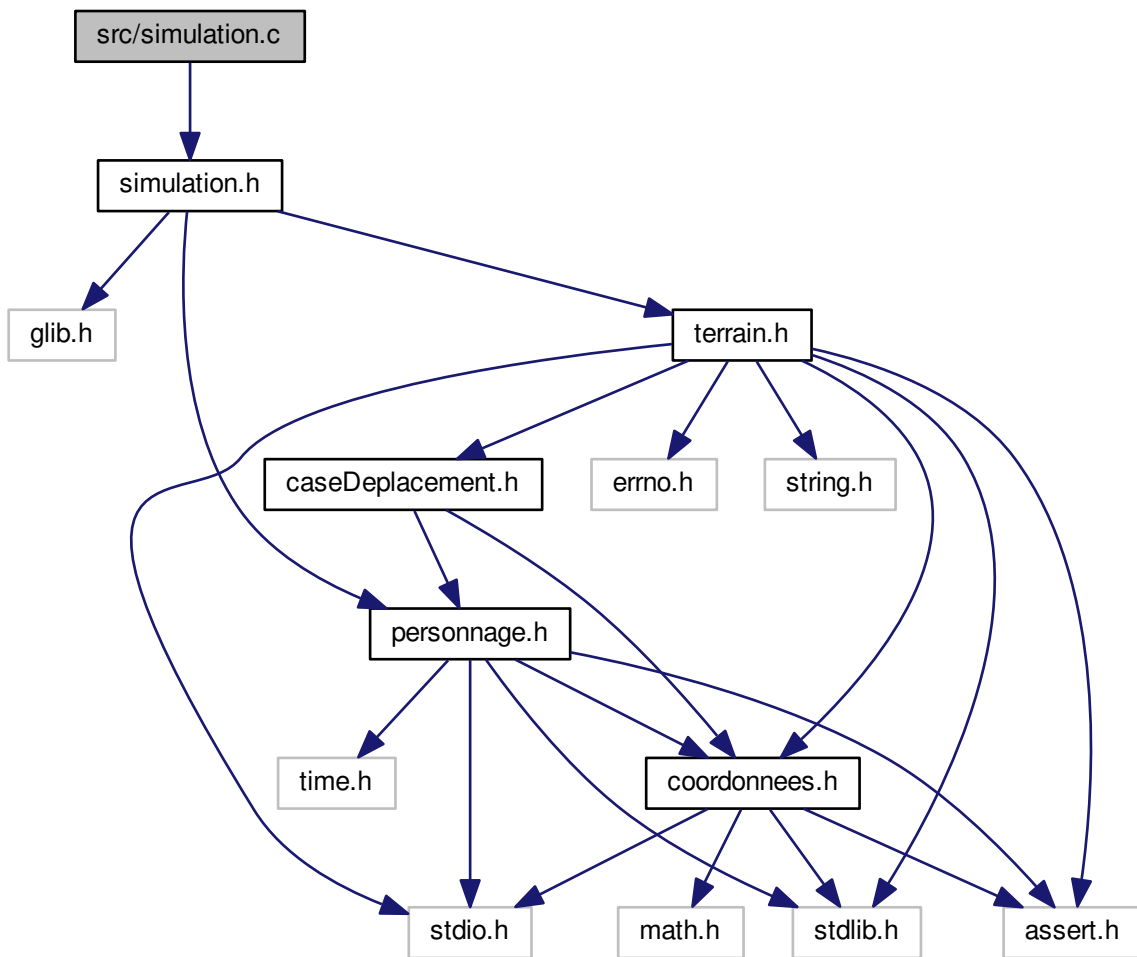 src/simulation.c
simulation.h
glib.h
terrain.h
caseDeplacement.h
errno.h
string.h
personnage.h
time.h
coordonnees.h
stdio.h
math.h
stdlib.h
assert.h